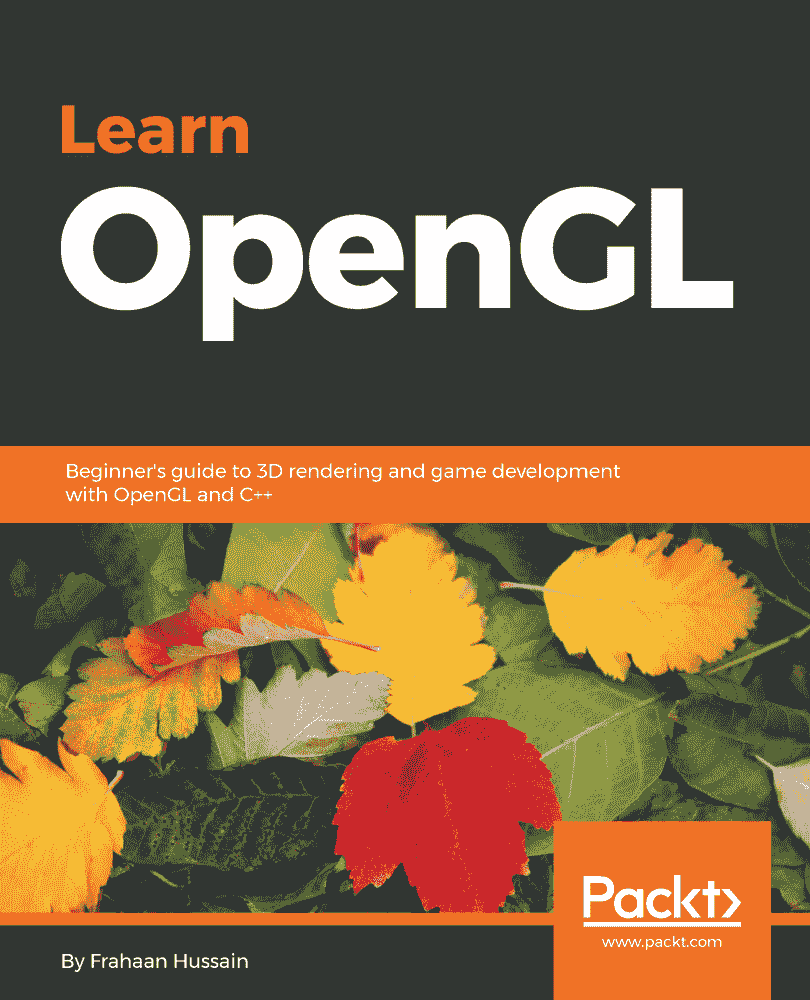 Learn
OpenGL
Beginner's guide to 3D rendering and game development
with OpenGL and C++
Packt>
www.packt.com
By Frahaan Hussain